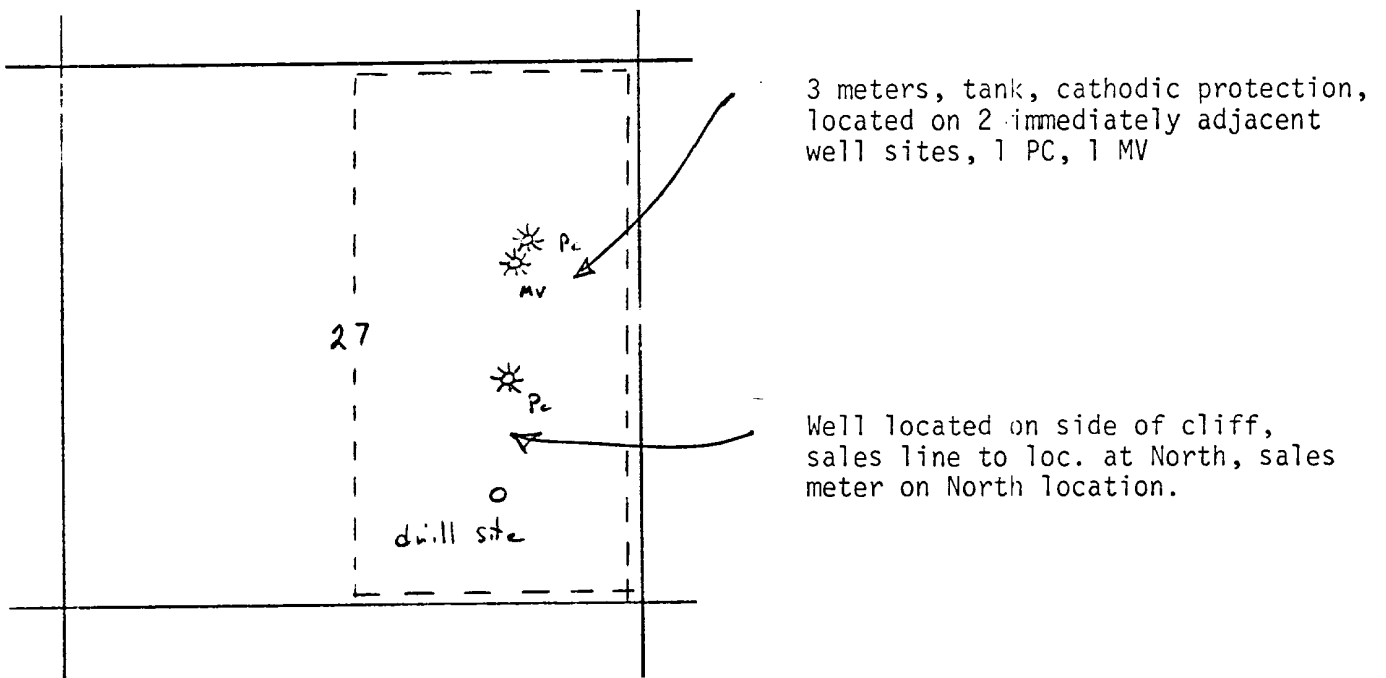 3 meters, tank, cathodic protection,
located on 2 immediately adjacent
well sites, 1 PC, 1 MV
Pc
MV
27
Pc
Well located on side of cliff,
sales line to loc. at North, sales
meter on North location.
drill site